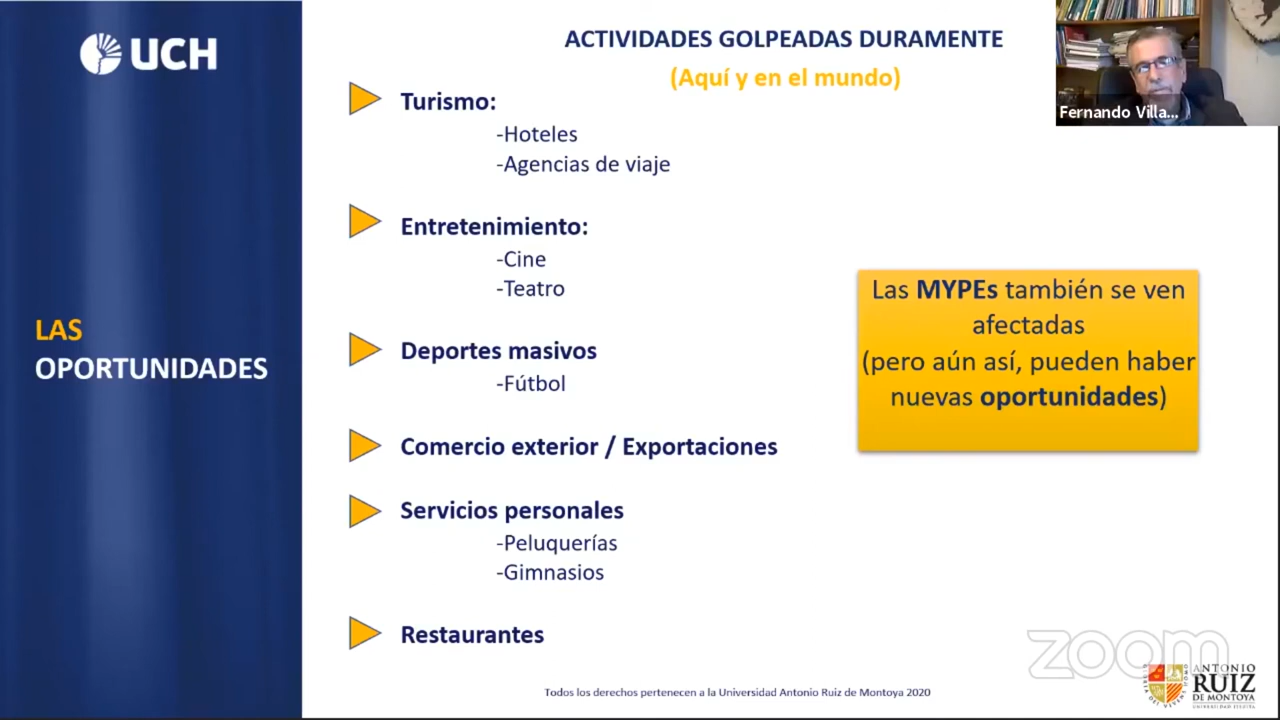 UCH
LAS
OPORTUNIDADES
ACTIVIDADES GOLPEADAS DURAMENTE
(Aquí y en el mundo)
Turismo:
-Hoteles
-Agencias de viaje
Entretenimiento:
-Cine
-Teatro
Deportes masivos
-Fútbol
Comercio exterior / Exportaciones
Servicios personales
-Peluquerías
-Gimnasios
Restaurantes
Las MYPEs también se ven
afectadas
(pero aún así, pueden haber
nuevas oportunidades)
Fernando Villa...
Todos los derechos pertenecen a la Universidad Antonio Ruiz de Montoya 2020
zoom
ANTONIO
RUIZ
DE MONTOYA
UNIVERSIDAD JESUITA